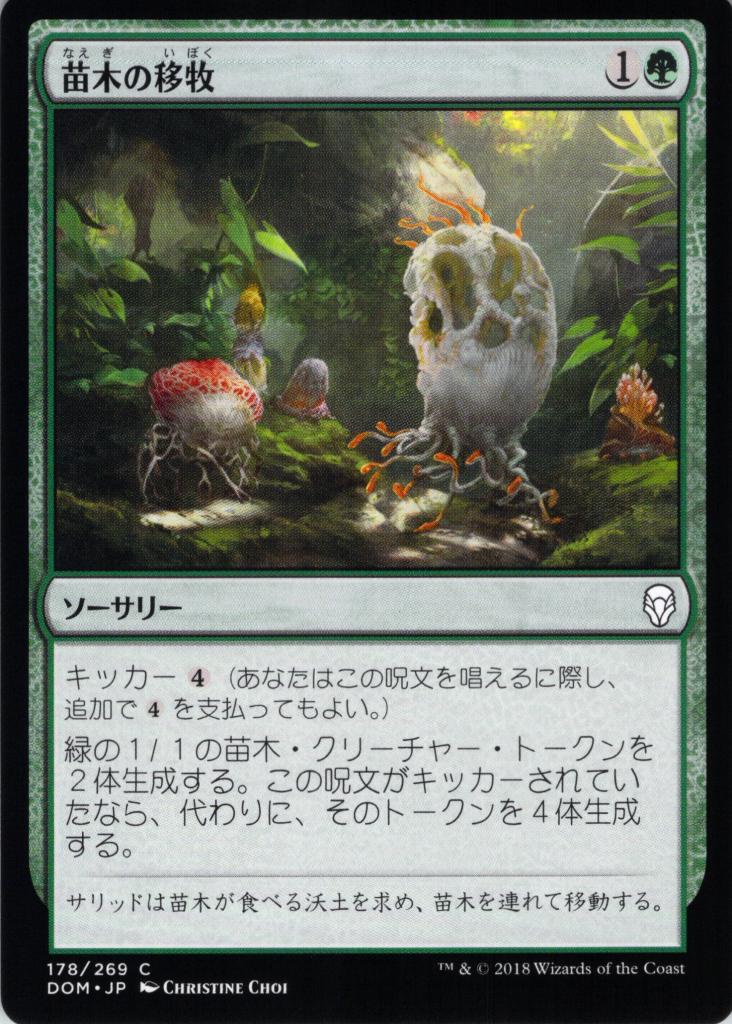 なえぎ いぼく
苗木の移牧 1
ソーサリー
キッカー 4 (あなたはこの呪文を唱えるに際し、
追加で 4 を支払ってもよい。)
緑の1/1の苗木・クリーチャー・トークンを
2体生成する。この呪文がキッカーされてい
たなら、代わりに、そのトークンを4体生成
する。
サリッドは苗木が食べる沃土を求め、苗木を連れて移動する。
178/269 C
DOM・JP CHRISTINE CHOI
™ & © 2018 Wizards of the Coast